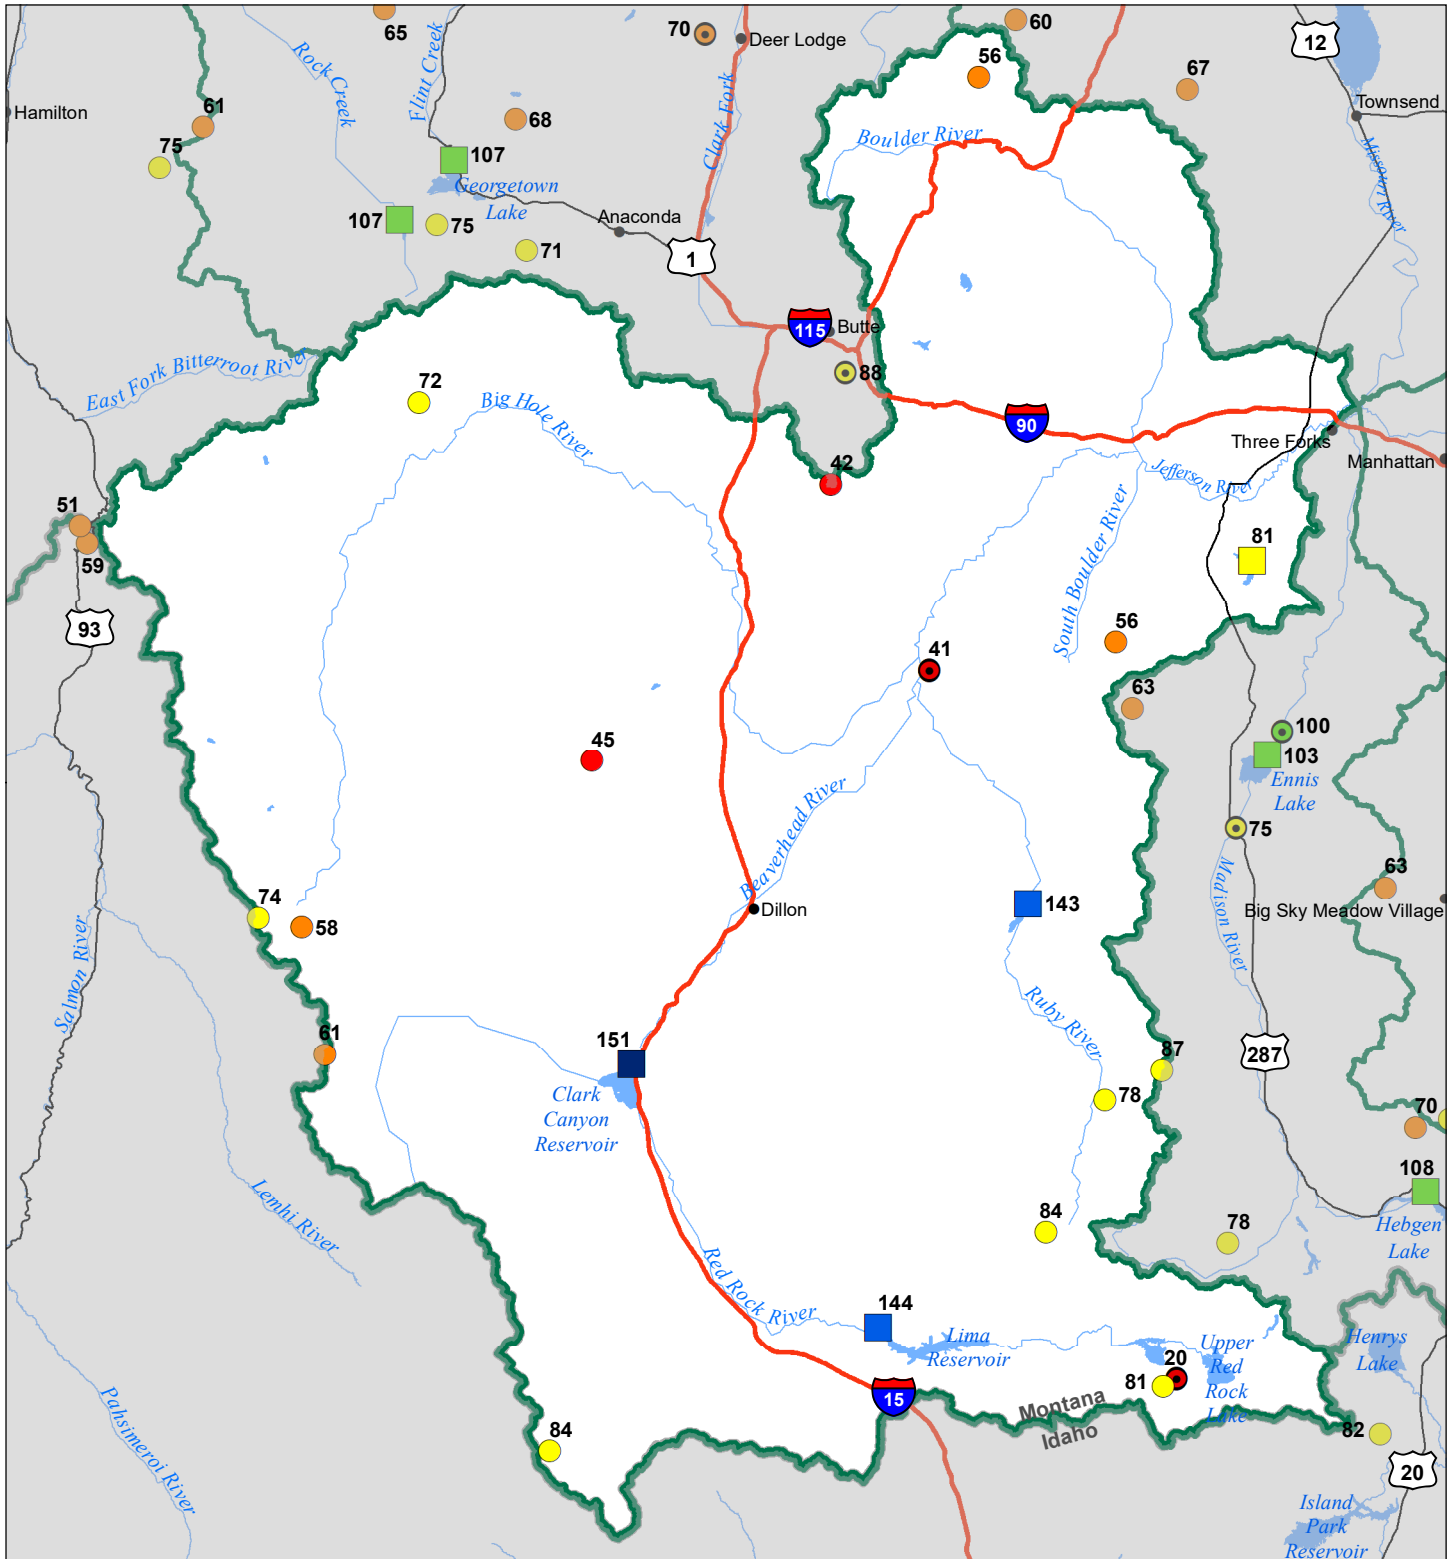 65
70
Deer Lodge
60
12
56
67
Flint Creek
Rock Creek
Clark Fork
Hamilton
61
68
Townsend
Boulder River
75
107
Georgetown
Lake
Missouri River
107
75
Anaconda
71
1
115
Butte
88
East Fork Bitterroot River
72
Big Hole River
90
Three Forks
Manhattan
42
Jefferson River
51
59
South Boulder River
81
93
56
41
63
45
100
103
Ennis
Lake
Beaverhead River
75
63
74
58
Dillon
143
Big Sky Meadow Village
Madison River
Salmon River
Ruby River
61
151
87
287
Clark
Canyon
Reservoir
78
70
108
Lemhi River
84
78
Hebgen
Lake
Red Rock River
144
Lima
Reservoir
Upper
Red
Rock
Lake
Henrys
Lake
20
81
15
Montana
Idaho
Pahsimeroi River
84
82
20
Island
Park
Reservoir